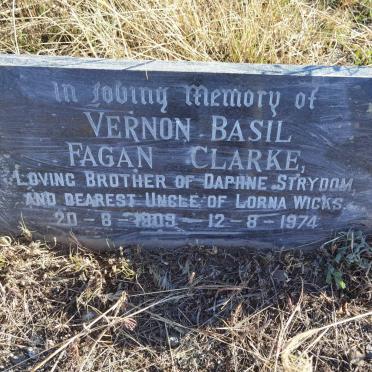 In loving memory of
VERNON BASIL
FAGAN CLARKE,
LOVING BROTHER OF DAPHNE STRYDOM
AND DEAREST UNCLE OF LORNA WICKS.
20-8-1909-12-8-1974